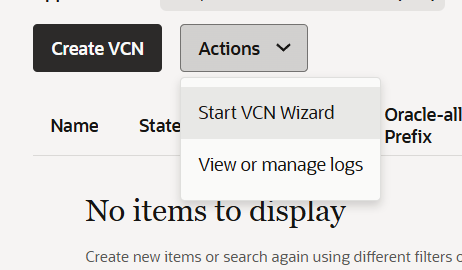 Create VCN
Actions
Start VCN Wizard
View or manage logs
Name
State
Oracle-all
Prefix
No items to display
Create new items or search again using different filters